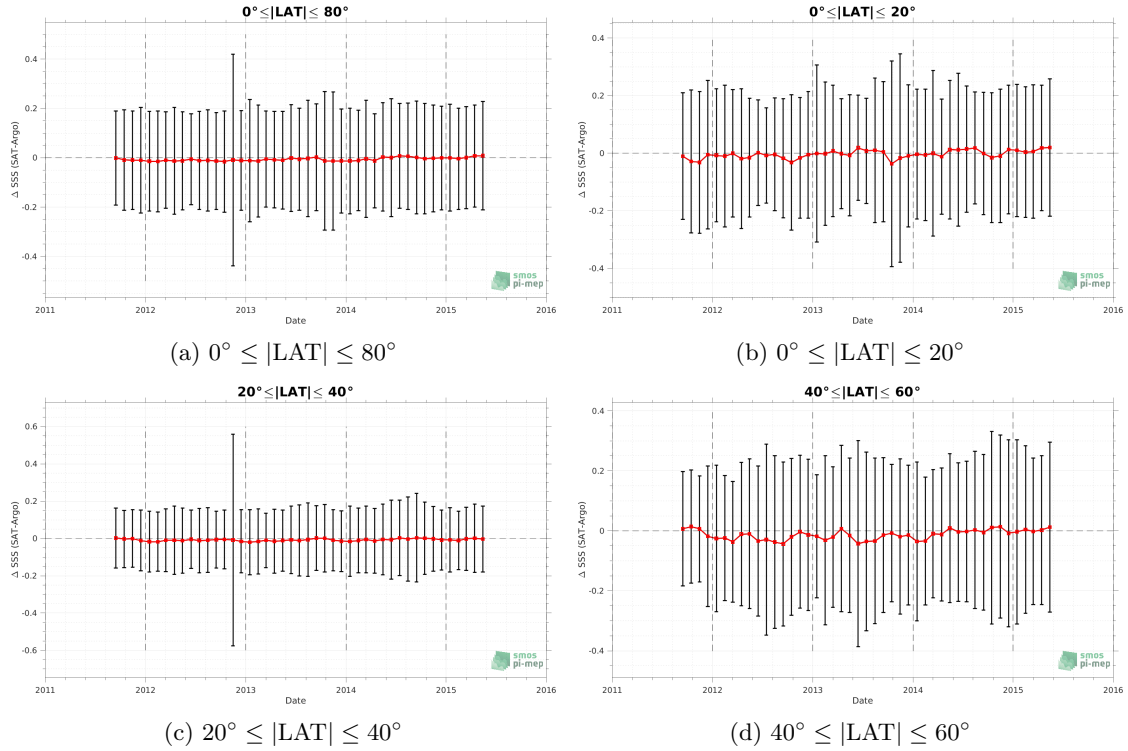 0°≤|LAT|≤ 80°
Δ SSS (SAT-Argo)
0.4
0.2
0
-0.2
-0.4
2011
2012
2013
2014
2015
2016
Date
smos
pi-mep
(a) 0° ≤ |LAT| ≤ 80°
0°≤|LAT|≤ 20°
Δ SSS (SAT-Argo)
0.4
0.2
0
-0.2
-0.4
2011
2012
2013
2014
2015
2016
Date
smos
pi-mep
(b) 0° ≤ |LAT| ≤ 20°
20°≤|LAT|≤ 40°
Δ SSS (SAT-Argo)
0.6
0.4
0.2
0
-0.2
-0.4
-0.6
2011
2012
2013
2014
2015
2016
Date
smos
pi-mep
(c) 20° ≤ |LAT| ≤ 40°
40°≤|LAT|≤ 60°
Δ SSS (SAT-Argo)
0.4
0.2
0
-0.2
-0.4
2011
2012
2013
2014
2015
2016
Date
smos
pi-mep
(d) 40° ≤ |LAT| ≤ 60°